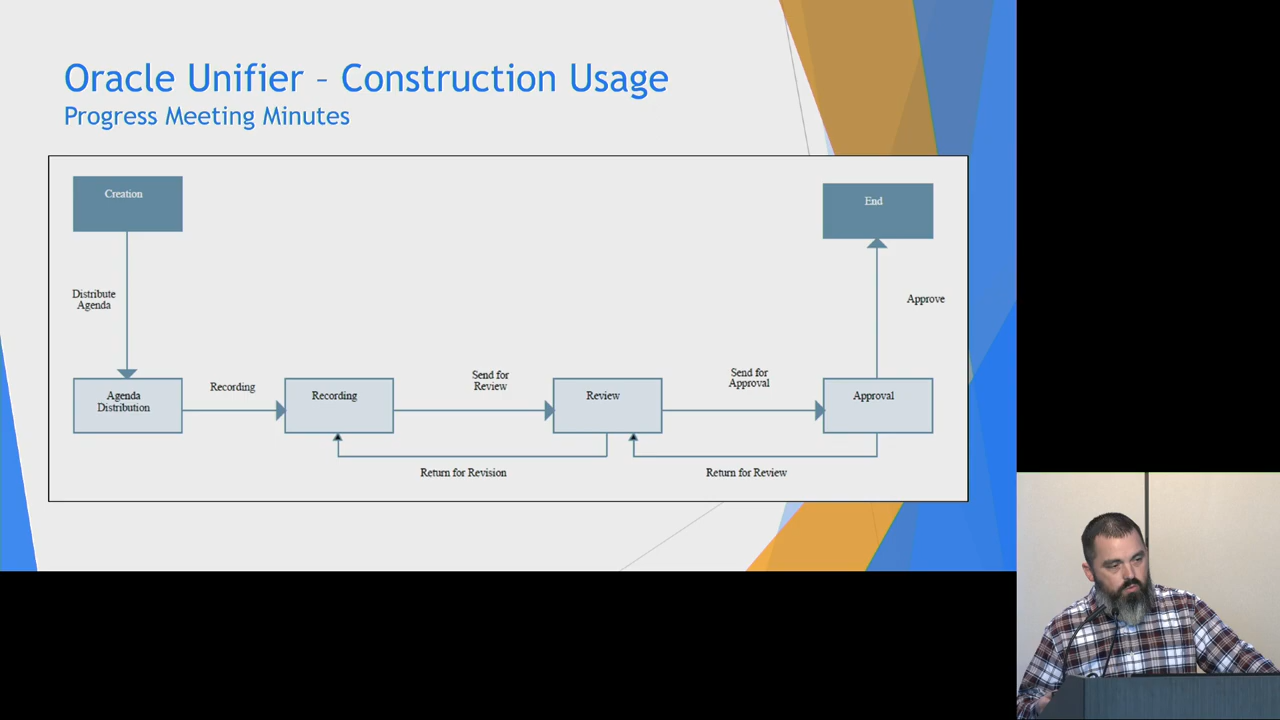 Oracle Unifier – Construction Usage
Progress Meeting Minutes
Creation
End
Distribute
Agenda
Approve
Agenda
Distribution
Recording
Recording
Send for
Review
Review
Send for
Approval
Approval
Return for Revision
Return for Review